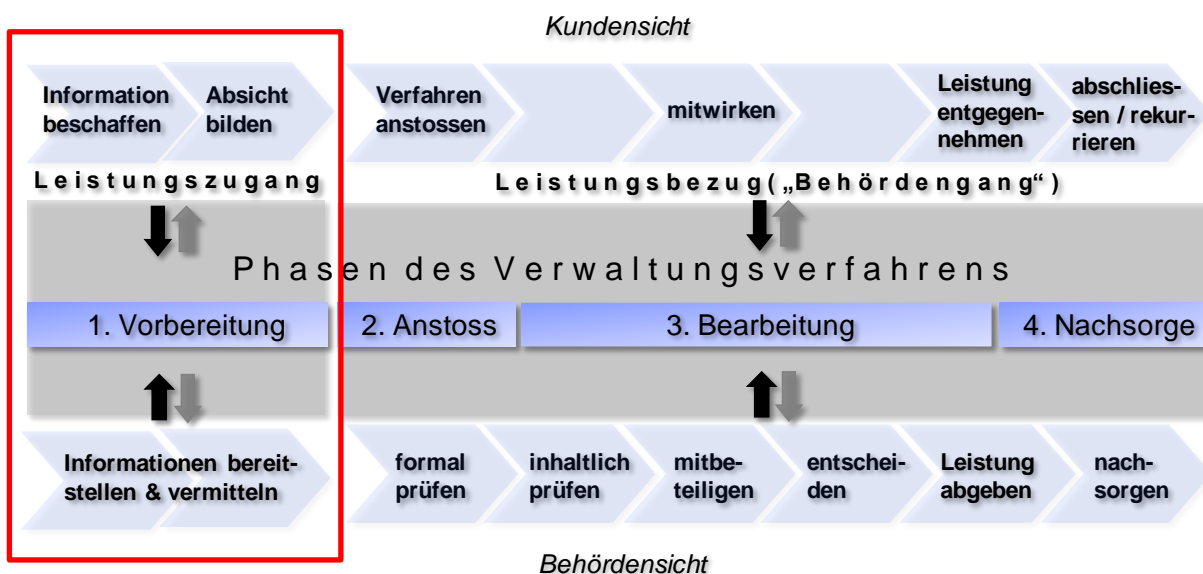 Kundensicht
Information
beschaffen
Absicht
bilden
Verfahren
anstossen
mitwirken
Leistung
entgegen-
nehmen
abschlies-
sen / rekur-
rieren
Leistungszugang
Leistungsbezug („Behördengang“)
Phasen des Verwaltungsverfahrens
1. Vorbereitung
2. Anstoss
3. Bearbeitung
4. Nachsorge
Informationen bereit-
stellen & vermitteln
formal
prüfen
inhaltlich
prüfen
mitbe-
teiligen
entschei-
den
Leistung
abgeben
nach-
sorgen
Behördensicht